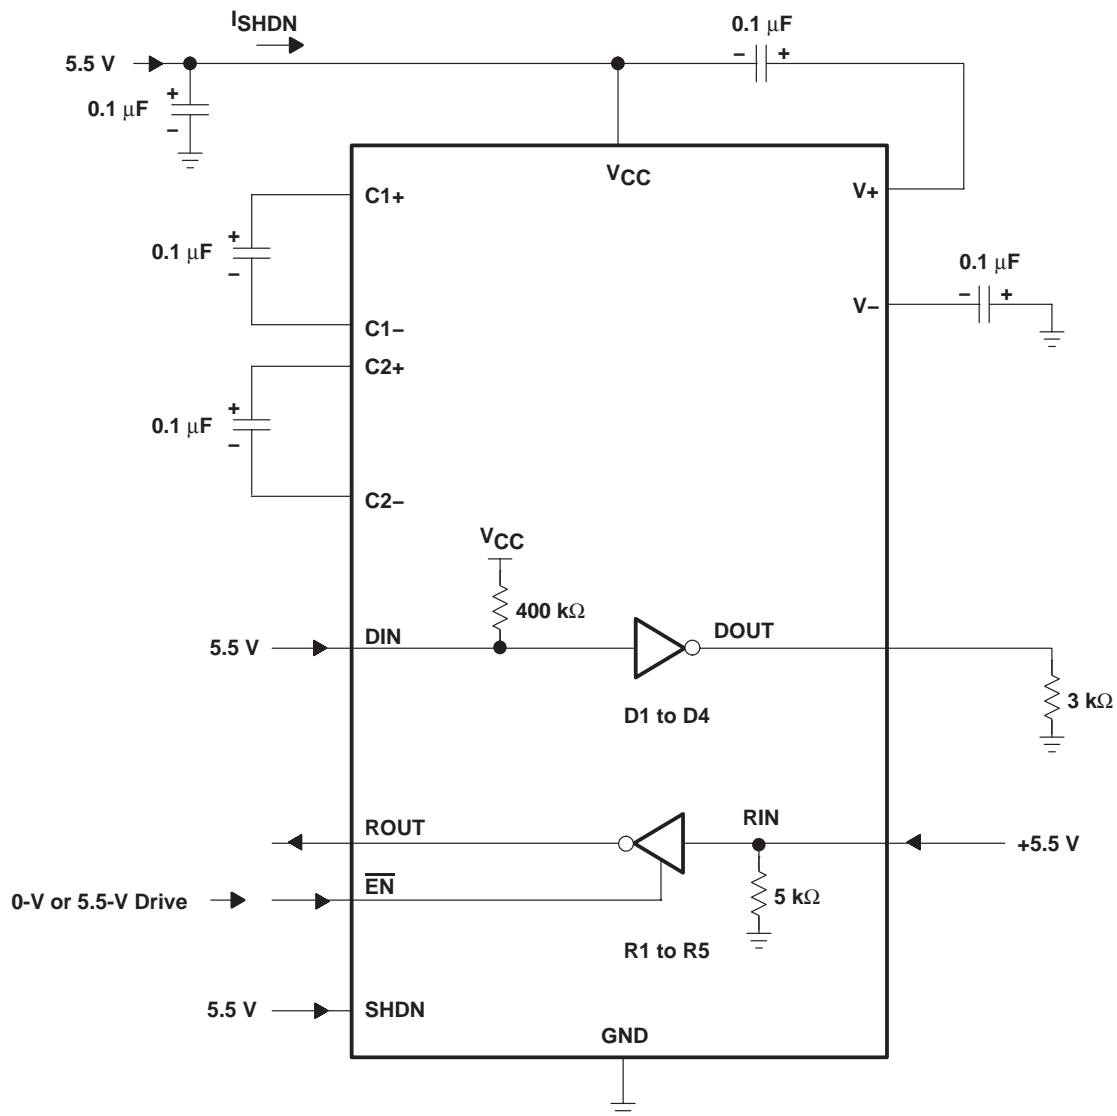 I_SHDN
5.5 V
0.1 μF
+
−
0.1 μF
−
+
VCC
V+
C1+
0.1 μF
+
−
C1−
V−
0.1 μF
−
+
C2+
0.1 μF
+
−
C2−
VCC
400 kΩ
5.5 V
DIN
DOUT
D1 to D4
3 kΩ
ROUT
RIN
+5.5 V
EN
0-V or 5.5-V Drive
5 kΩ
R1 to R5
5.5 V
SHDN
GND